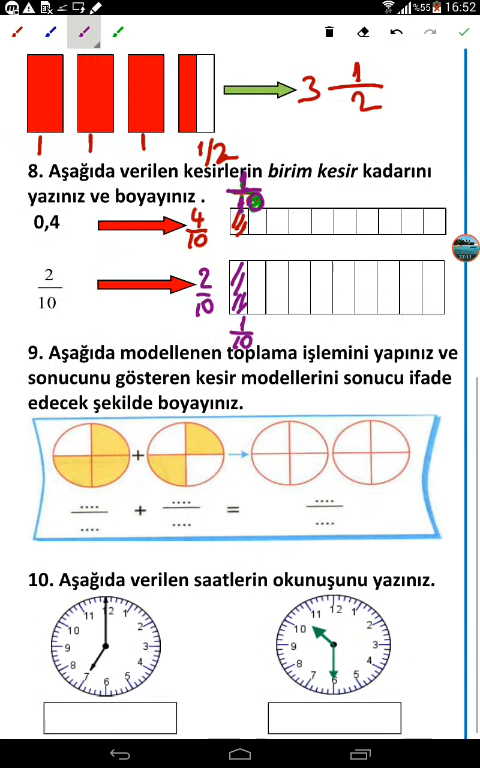 %55 16:52
3 1/2
1 1 1 1/2
8. Aşağıda verilen kesirlerin birim kesir kadarını
yazınız ve boyayınız .
1/10
0,4 4/10
2/10 2/10
1/10
9. Aşağıda modellenen toplama işlemini yapınız ve
sonucunu gösteren kesir modellerini sonucu ifade
edecek şekilde boyayınız.
+
.... / .... + .... / .... = .... / ....
10. Aşağıda verilen saatlerin okunuşunu yazınız.
11 12 1 10 2 9 3 8 4 7 6 5
11 12 1 10 2 9 3 8 4 7 6 5